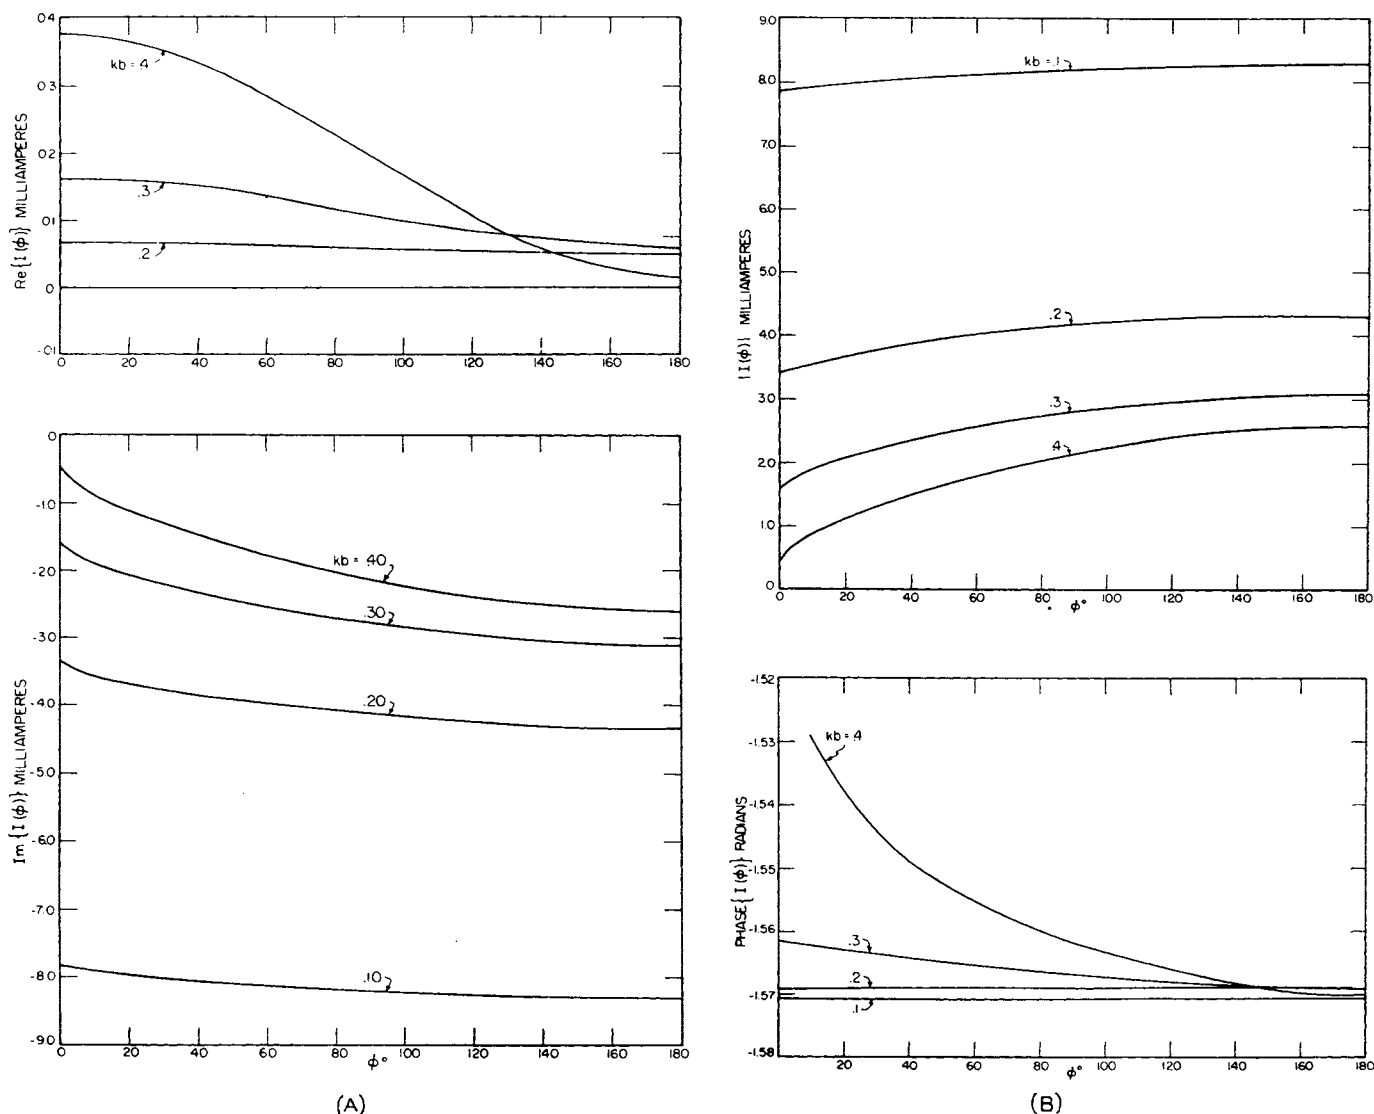 04
03
02
01
0
-.01
Re{I(ϕ)} MILLIAMPERES
kb = .4
.3
.2
0 20 40 60 80 100 120 140 160 180
0
-1.0
-2.0
-3.0
-4.0
-5.0
-6.0
-7.0
-8.0
-9.0
Im{I(ϕ)} MILLIAMPERES
kb = .40
.30
.20
.10
0 20 40 60 80 100 120 140 160 180
ϕ°
(A)
9.0
8.0
7.0
6.0
5.0
4.0
3.0
2.0
1.0
0
|I(ϕ)| MILLIAMPERES
kb = .1
.2
.3
.4
0 20 40 60 80 100 120 140 160 180
ϕ°
-1.52
-1.53
-1.54
-1.55
-1.56
-1.57
-1.58
PHASE{I(ϕ)} RADIANS
kb = .4
.3
.2
.1
20 40 60 80 100 120 140 160 180
ϕ°
(B)